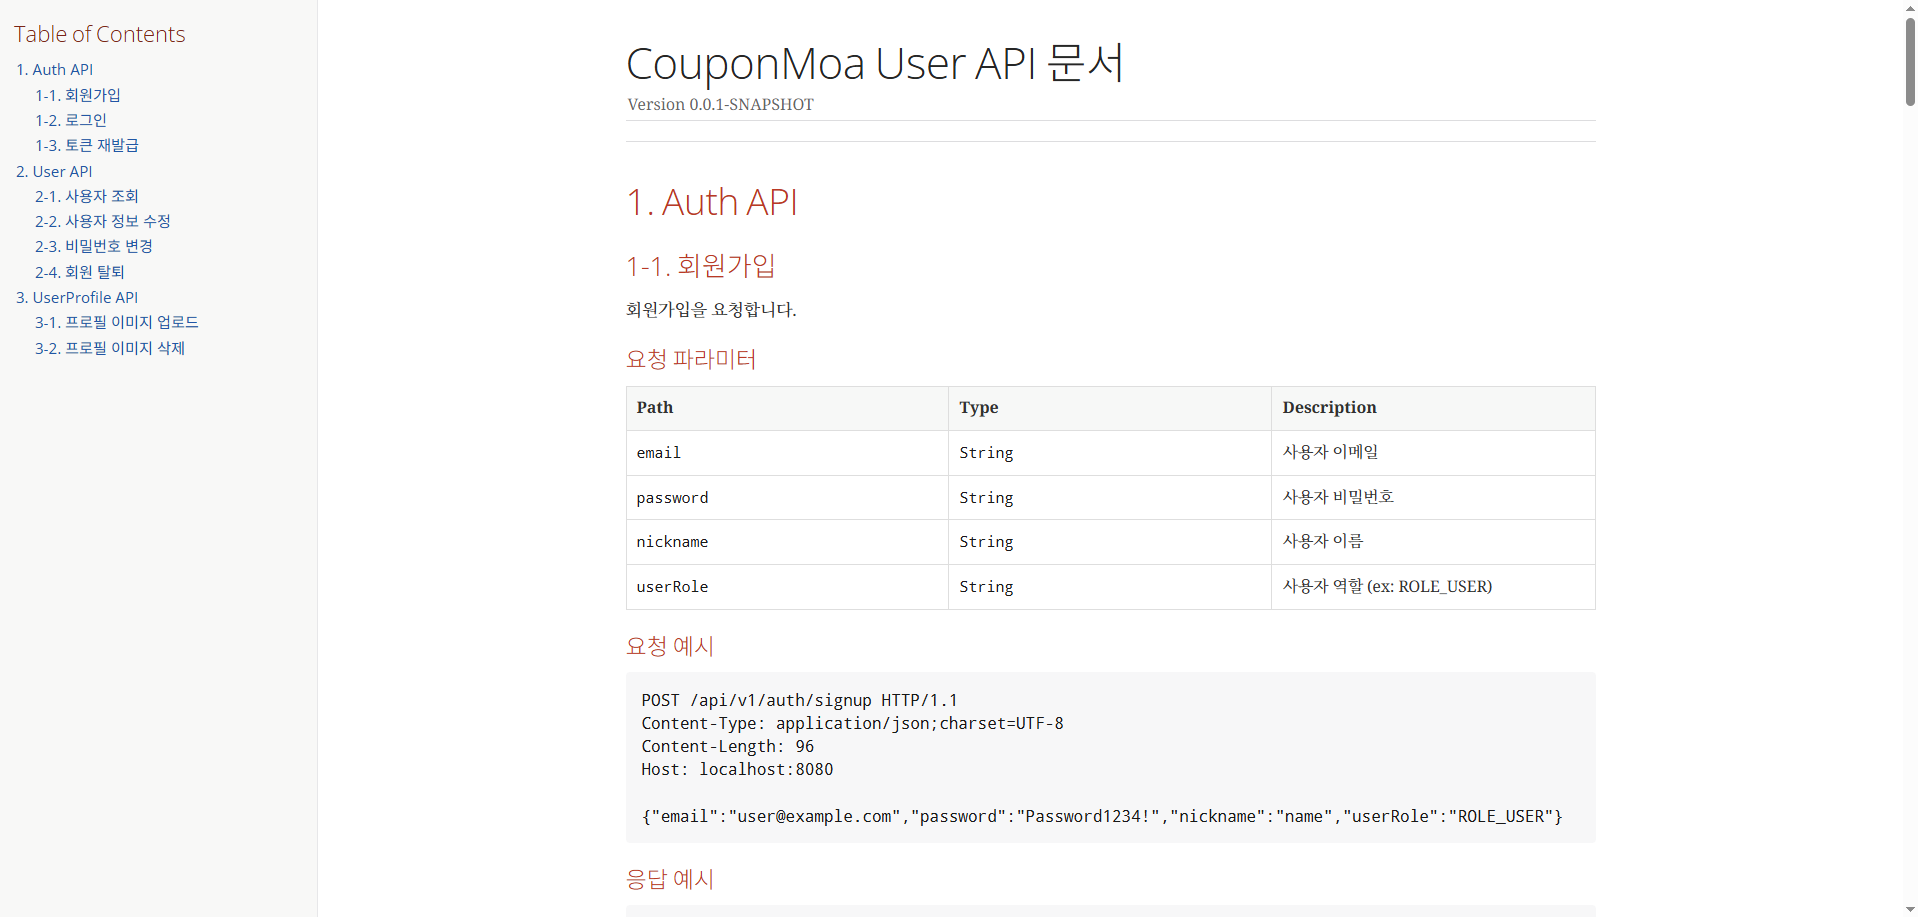 Table of Contents
1. Auth API
1-1. 회원가입
1-2. 로그인
1-3. 토큰 재발급
2. User API
2-1. 사용자 조회
2-2. 사용자 정보 수정
2-3. 비밀번호 변경
2-4. 회원 탈퇴
3. UserProfile API
3-1. 프로필 이미지 업로드
3-2. 프로필 이미지 삭제
CouponMoa User API 문서
Version 0.0.1-SNAPSHOT
1. Auth API
1-1. 회원가입
회원가입을 요청합니다.
요청 파라미터
Path Type Description
email String 사용자 이메일
password String 사용자 비밀번호
nickname String 사용자 이름
userRole String 사용자 역할 (ex: ROLE_USER)
요청 예시
POST /api/v1/auth/signup HTTP/1.1
Content-Type: application/json;charset=UTF-8
Content-Length: 96
Host: localhost:8080
{"email":"user@example.com","password":"Password1234!","nickname":"name","userRole":"ROLE_USER"}
응답 예시